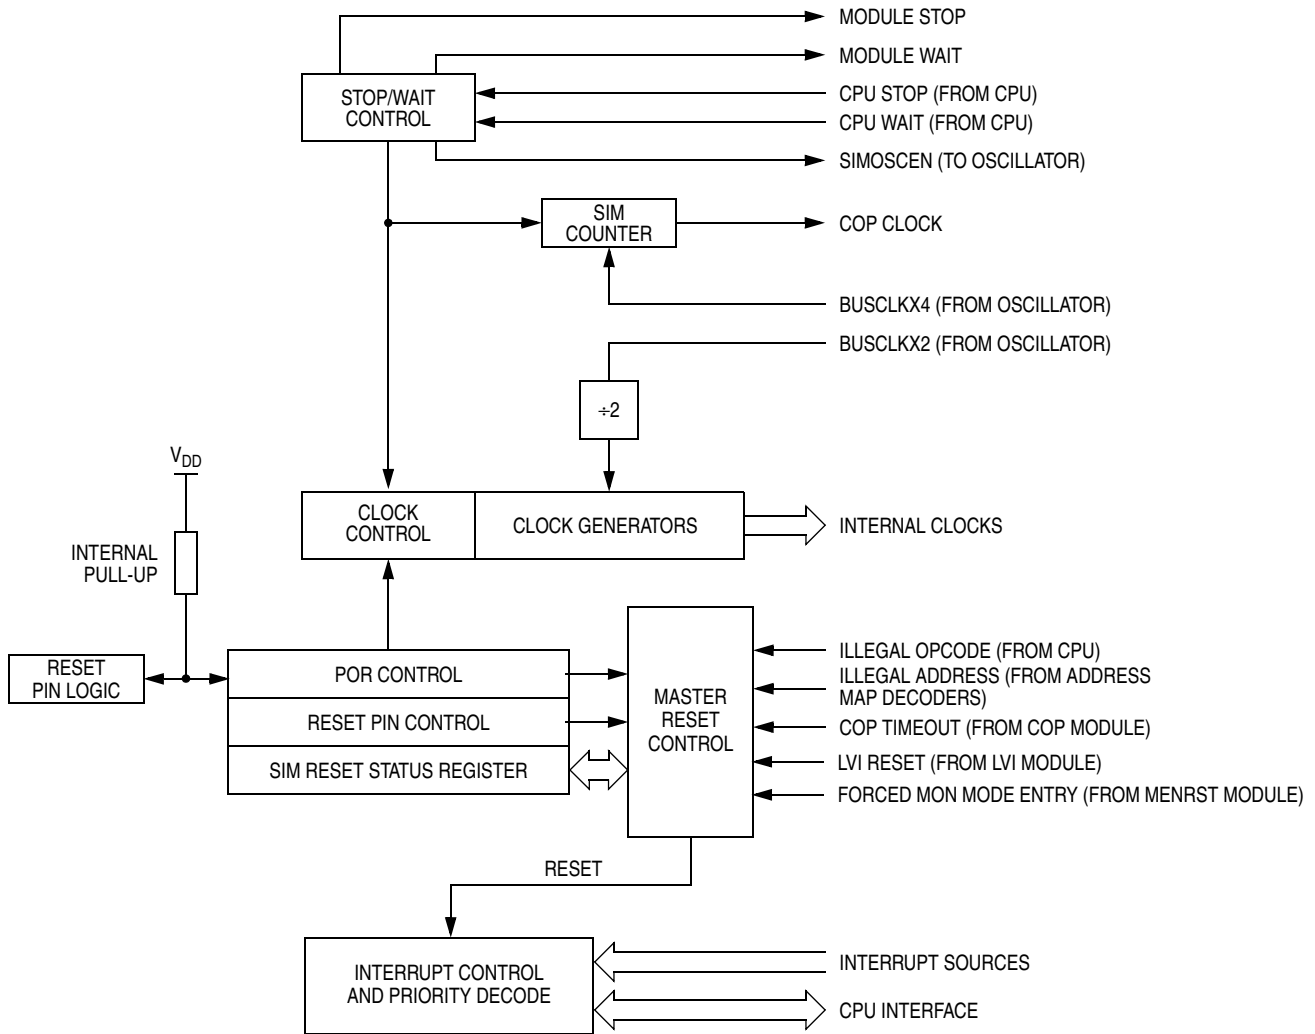 MODULE STOP
MODULE WAIT
STOP/WAIT
CONTROL
CPU STOP (FROM CPU)
CPU WAIT (FROM CPU)
SIMOSCEN (TO OSCILLATOR)
SIM
COUNTER
COP CLOCK
BUSCLKX4 (FROM OSCILLATOR)
BUSCLKX2 (FROM OSCILLATOR)
÷2
VDD
CLOCK
CONTROL
CLOCK GENERATORS
INTERNAL CLOCKS
INTERNAL
PULL-UP
RESET
PIN LOGIC
POR CONTROL
RESET PIN CONTROL
SIM RESET STATUS REGISTER
MASTER
RESET
CONTROL
ILLEGAL OPCODE (FROM CPU)
ILLEGAL ADDRESS (FROM ADDRESS
MAP DECODERS)
COP TIMEOUT (FROM COP MODULE)
LVI RESET (FROM LVI MODULE)
FORCED MON MODE ENTRY (FROM MENRST MODULE)
RESET
INTERRUPT CONTROL
AND PRIORITY DECODE
INTERRUPT SOURCES
CPU INTERFACE